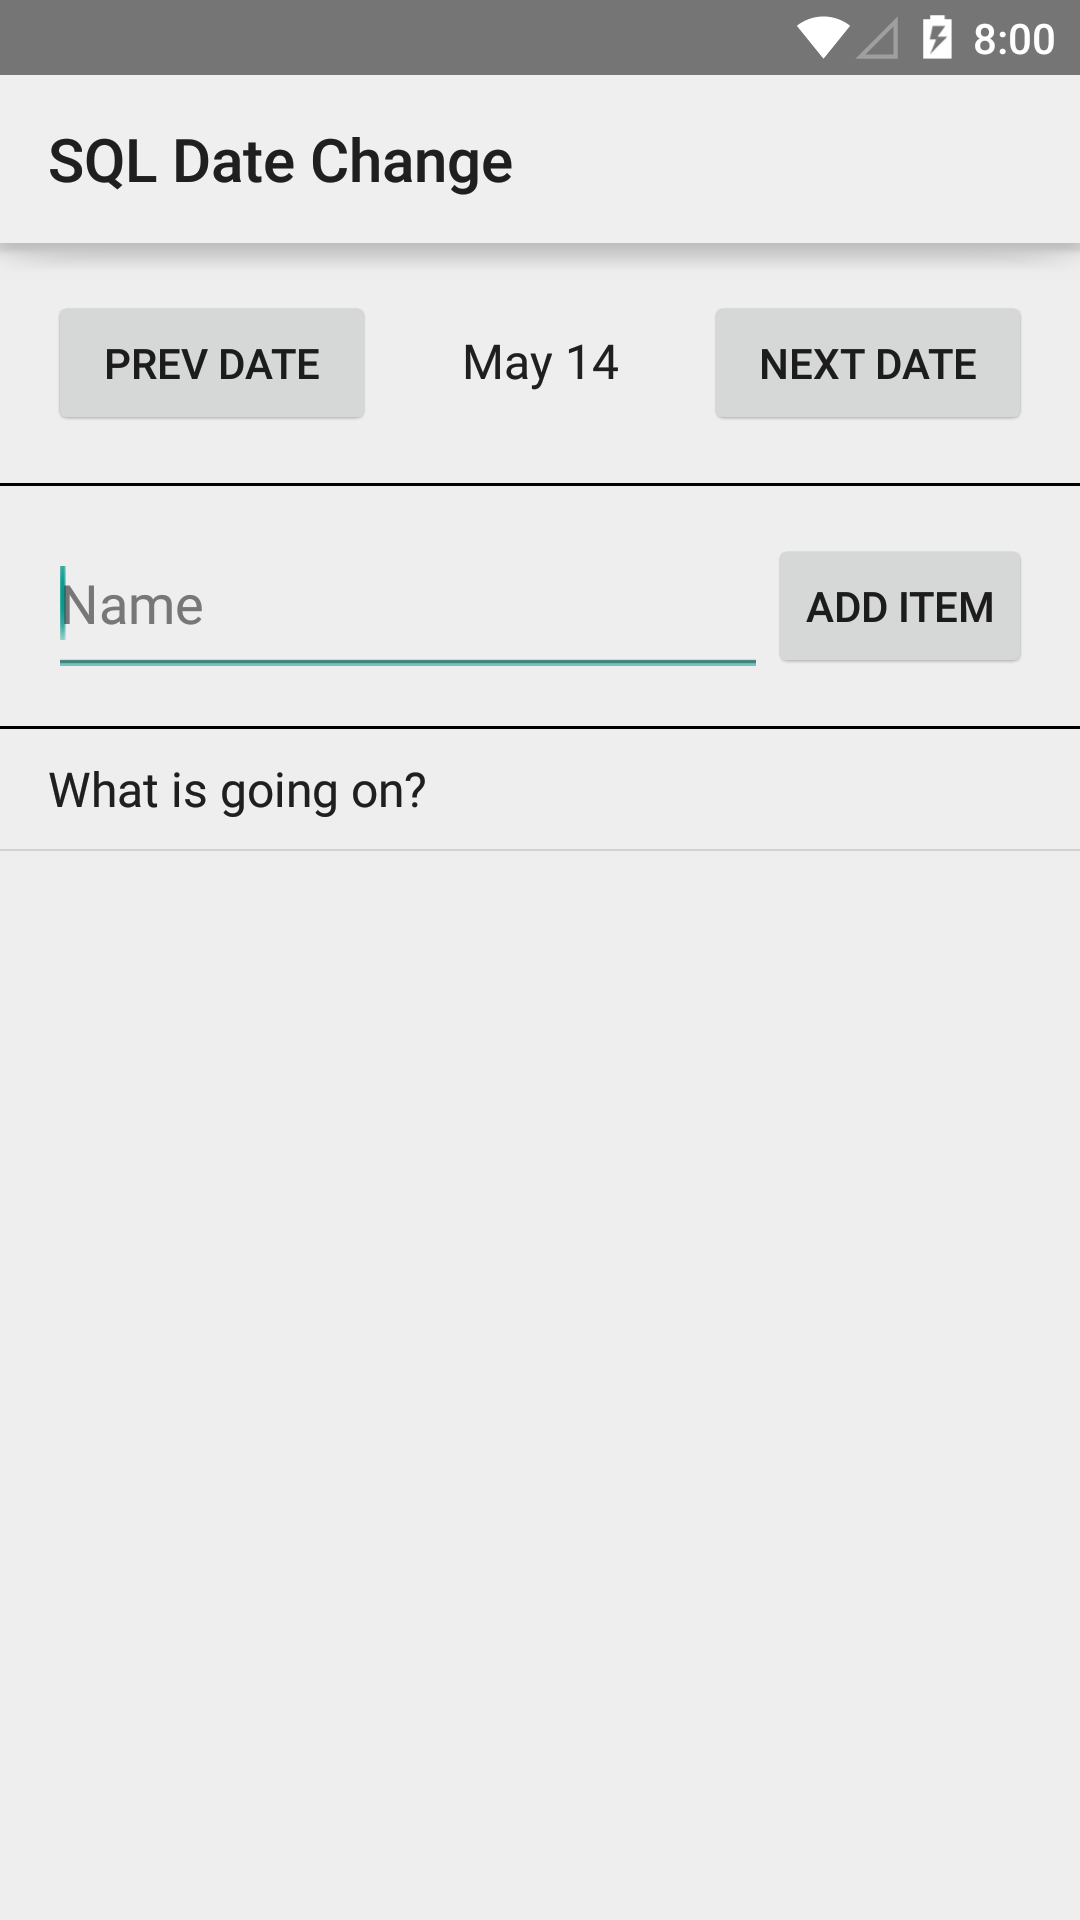 8:00
SQL Date Change
PREV DATE
May 14
NEXT DATE
Name
ADD ITEM
What is going on?